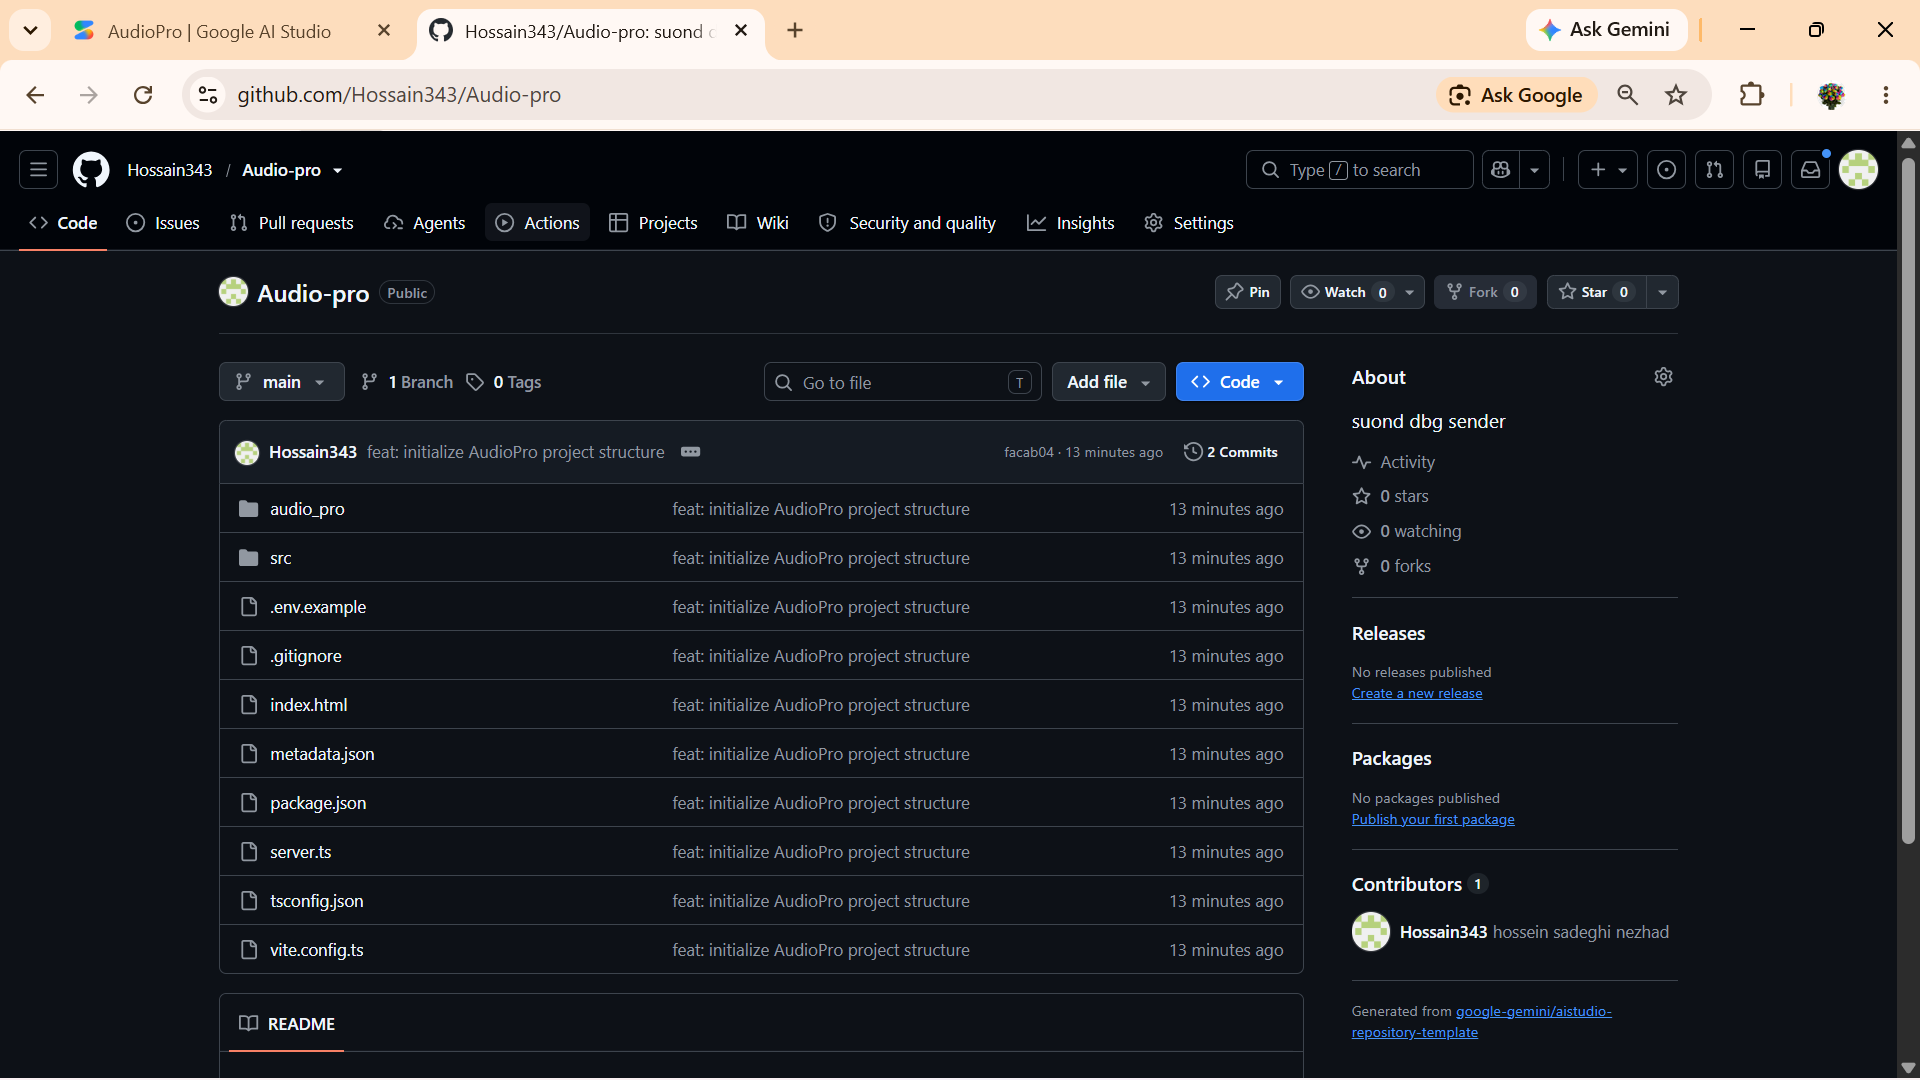 AudioPro | Google AI Studio
Hossain343/Audio-pro: suond
Ask Gemini
github.com/Hossain343/Audio-pro
Ask Google
Hossain343 / Audio-pro
Type / to search
Code
Issues
Pull requests
Agents
Actions
Projects
Wiki
Security and quality
Insights
Settings
Audio-pro Public
Pin
Watch 0
Fork 0
Star 0
main
1 Branch
0 Tags
Go to file T
Add file
Code
Hossain343 feat: initialize AudioPro project structure facab04 · 13 minutes ago 2 Commits
audio_pro feat: initialize AudioPro project structure 13 minutes ago
src feat: initialize AudioPro project structure 13 minutes ago
.env.example feat: initialize AudioPro project structure 13 minutes ago
.gitignore feat: initialize AudioPro project structure 13 minutes ago
index.html feat: initialize AudioPro project structure 13 minutes ago
metadata.json feat: initialize AudioPro project structure 13 minutes ago
package.json feat: initialize AudioPro project structure 13 minutes ago
server.ts feat: initialize AudioPro project structure 13 minutes ago
tsconfig.json feat: initialize AudioPro project structure 13 minutes ago
vite.config.ts feat: initialize AudioPro project structure 13 minutes ago
README
About
suond dbg sender
Activity
0 stars
0 watching
0 forks
Releases
No releases published
Create a new release
Packages
No packages published
Publish your first package
Contributors 1
Hossain343 hossein sadeghi nezhad
Generated from google-gemini/aistudio-
repository-template